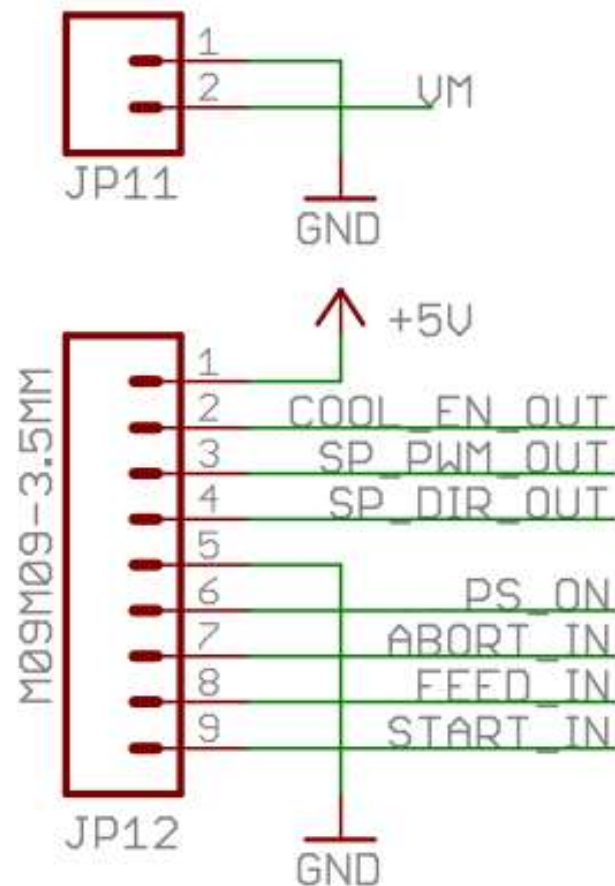 1
2
VM
JP11
GND
+5V
M09M09-3.5MM
1
2
COOL_EN_OUT
3
SP_PWM_OUT
4
SP_DIR_OUT
5
6
PS_ON
7
ABORT_IN
8
FEED_IN
9
START_IN
JP12
GND